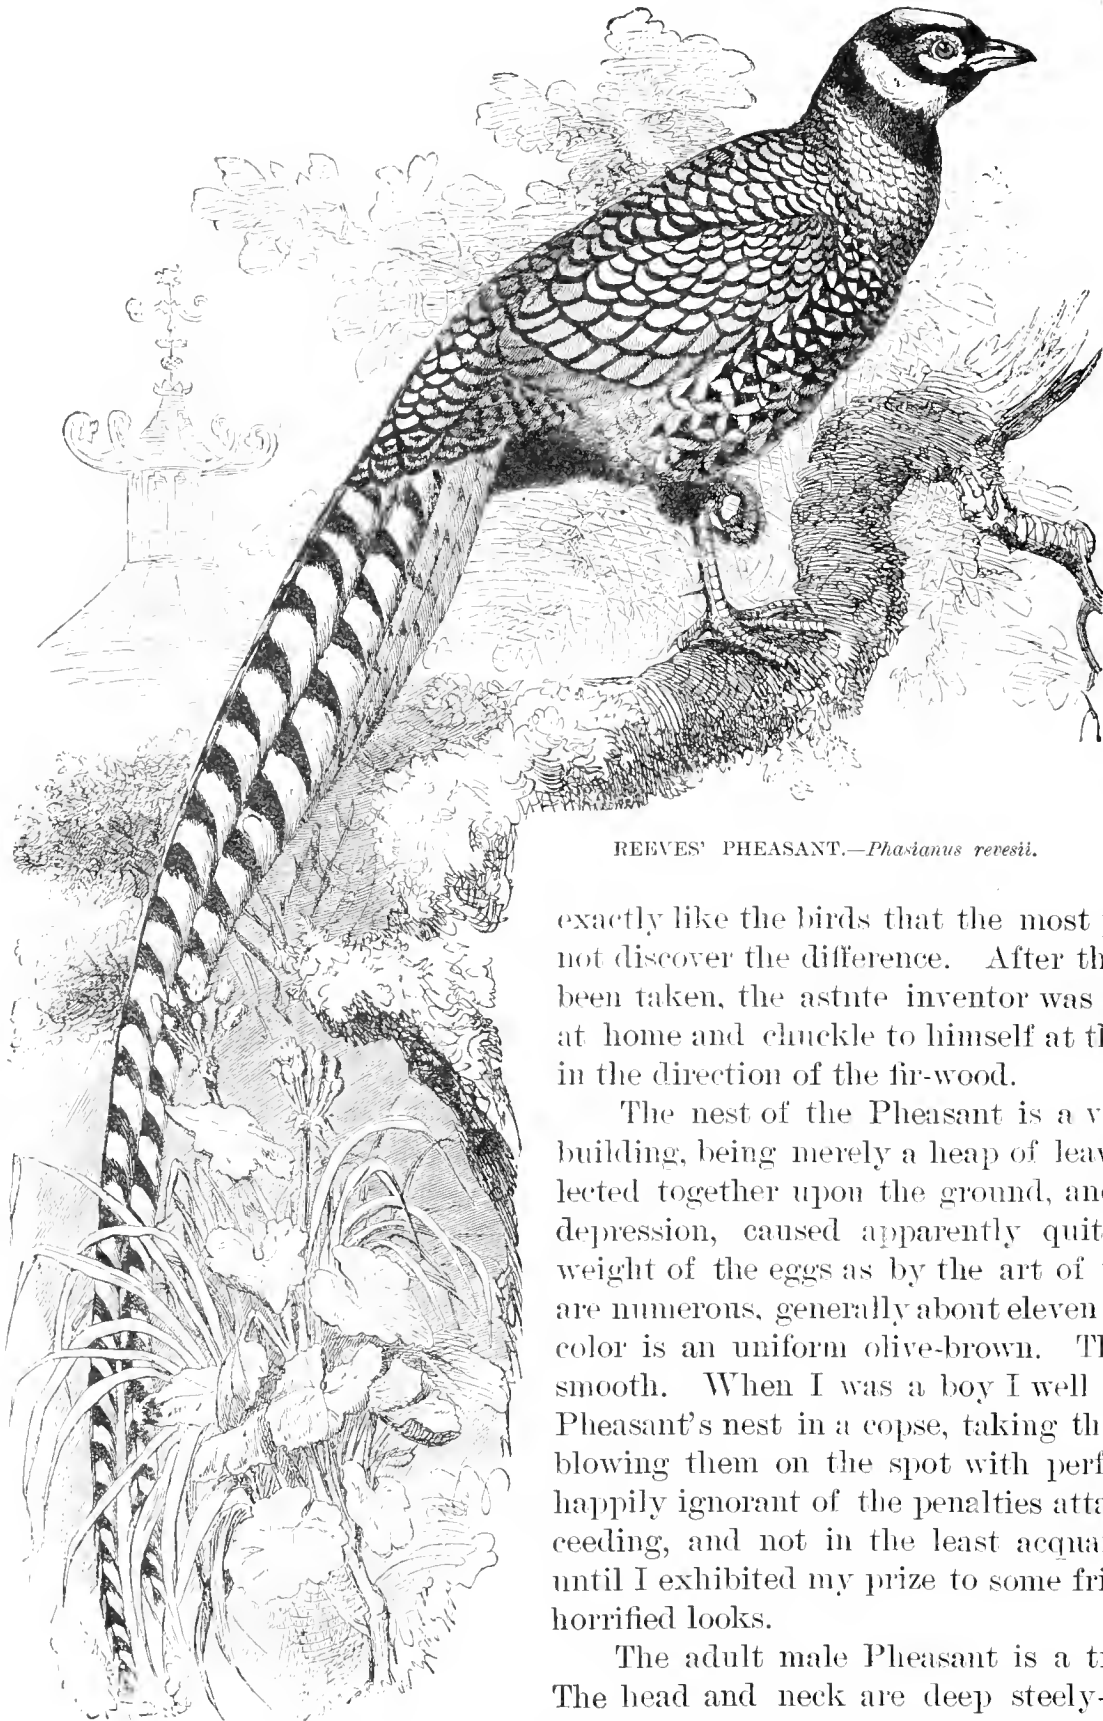 REEVES' PHEASANT.—Phasianus revesii.
exactly like the birds that the most
not discover the difference. After th
been taken, the astute inventor was
at home and chuckle to himself at th
in the direction of the fir-wood.
The nest of the Pheasant is a v
building, being merely a heap of leav
lected together upon the ground, and
depression, caused apparently quit
weight of the eggs as by the art of
are numerous, generally about eleven
color is an uniform olive-brown. Th
smooth. When I was a boy I well
Pheasant's nest in a copse, taking th
blowing them on the spot with perf
happily ignorant of the penalties atta
ceeding, and not in the least acquai
until I exhibited my prize to some fri
horrified looks.
The adult male Pheasant is a tr
The head and neck are deep steely-